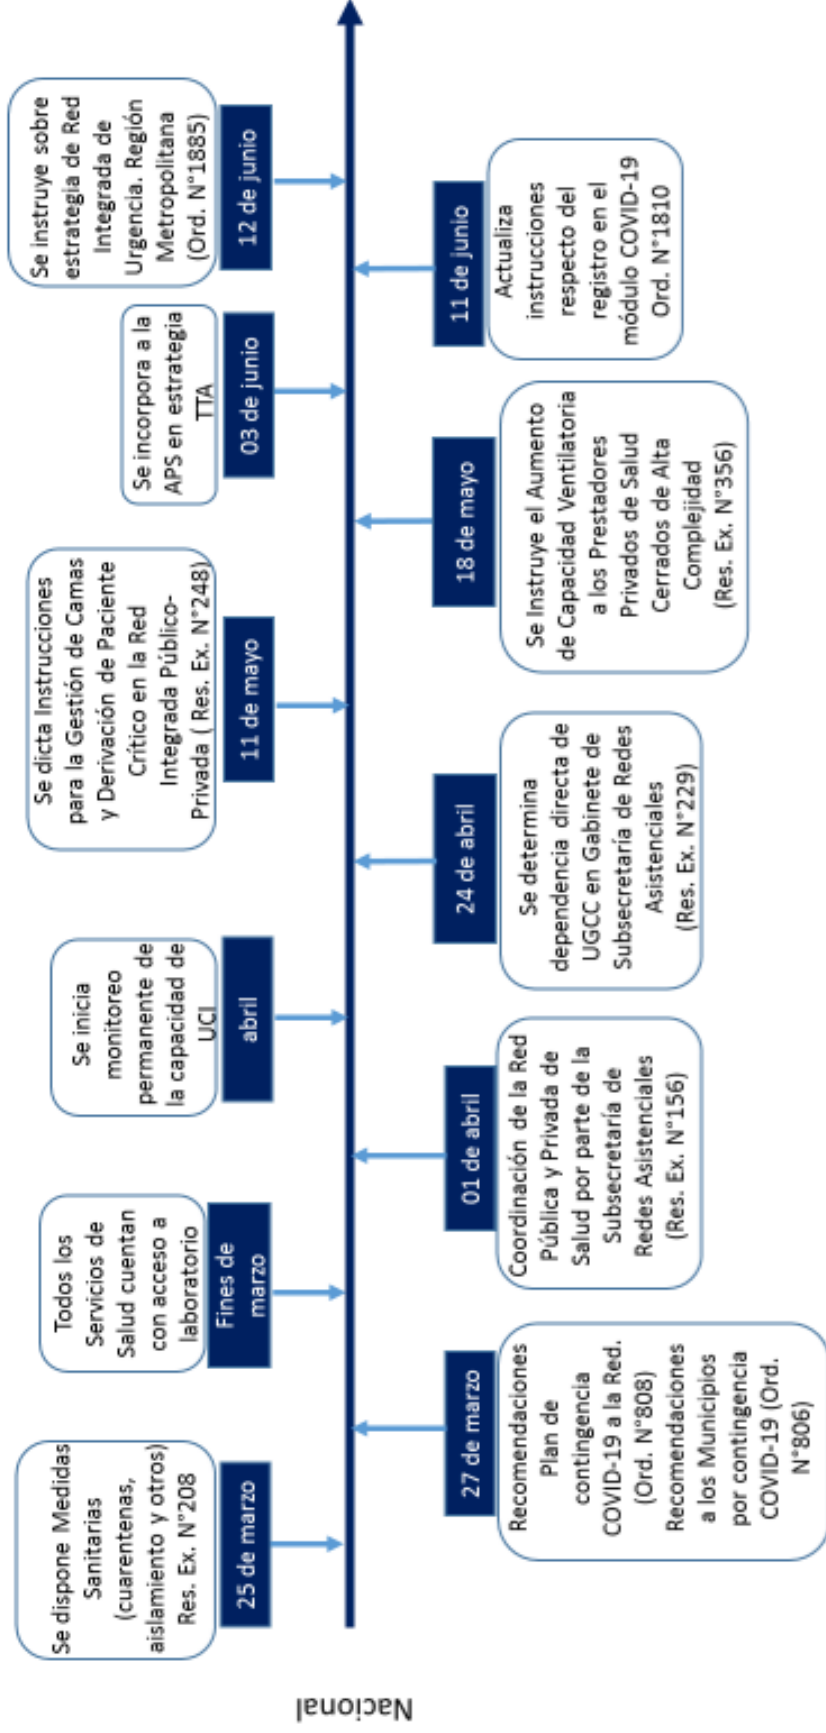 Nacional
25 de marzo
Se dispone Medidas
Sanitarias
(cuarentenas,
aislamiento y otros)
Res. Ex. N°208
27 de marzo
Recomendaciones
Plan de
contingencia
COVID-19 a la Red.
(Ord. N°808)
Recomendaciones
a los Municipios
por contingencia
COVID-19 (Ord.
N°806)
Todos los
Servicios de
Salud cuentan
con acceso a
laboratorio
Fines de
marzo
01 de abril
Coordinación de la Red
Pública y Privada de
Salud por parte de la
Subsecretaría de
Redes Asistenciales
(Res. Ex. N°156)
Se inicia
monitoreo
permanente de
la capacidad de
UCI
abril
24 de abril
Se determina
dependencia directa de
UGCC en Gabinete de
Subsecretaría de Redes
Asistenciales
(Res. Ex. N°229)
Se dicta Instrucciones
para la Gestión de Camas
y Derivación de Paciente
Crítico en la Red
Integrada Público-
Privada ( Res. Ex. N°248)
11 de mayo
18 de mayo
Se Instruye el Aumento
de Capacidad Ventilatoria
a los Prestadores
Privados de Salud
Cerrados de Alta
Complejidad
(Res. Ex. N°356)
Se incorpora a la
APS en estrategia
TTA
03 de junio
11 de junio
Actualiza
instrucciones
respecto del
registro en el
módulo COVID-19
Ord. N°1810
Se instruye sobre
estrategia de Red
Integrada de
Urgencia. Región
Metropolitana
(Ord. N°1885)
12 de junio